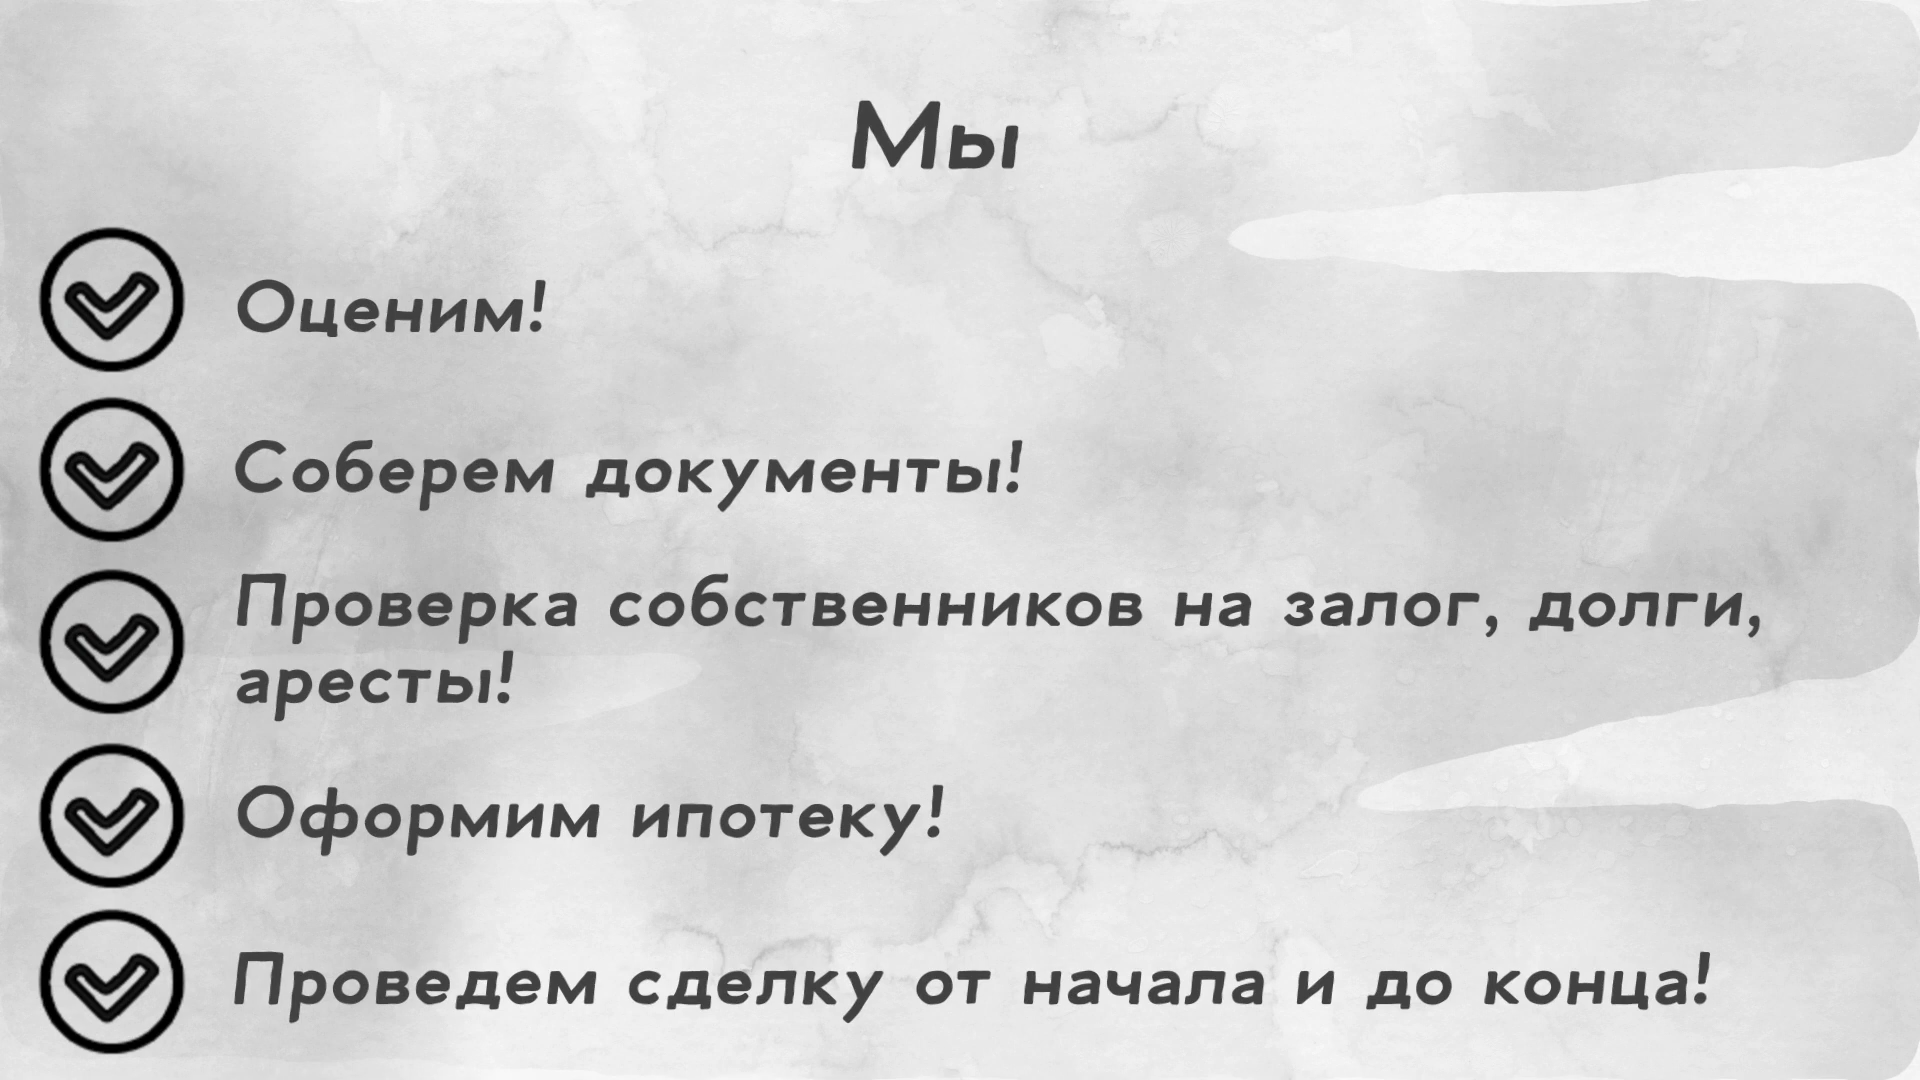 Мы
Оценим!
Соберем документы!
Проверка собственников на залог, долги,
аресты!
Оформим ипотеку!
Проведем сделку от начала и до конца!